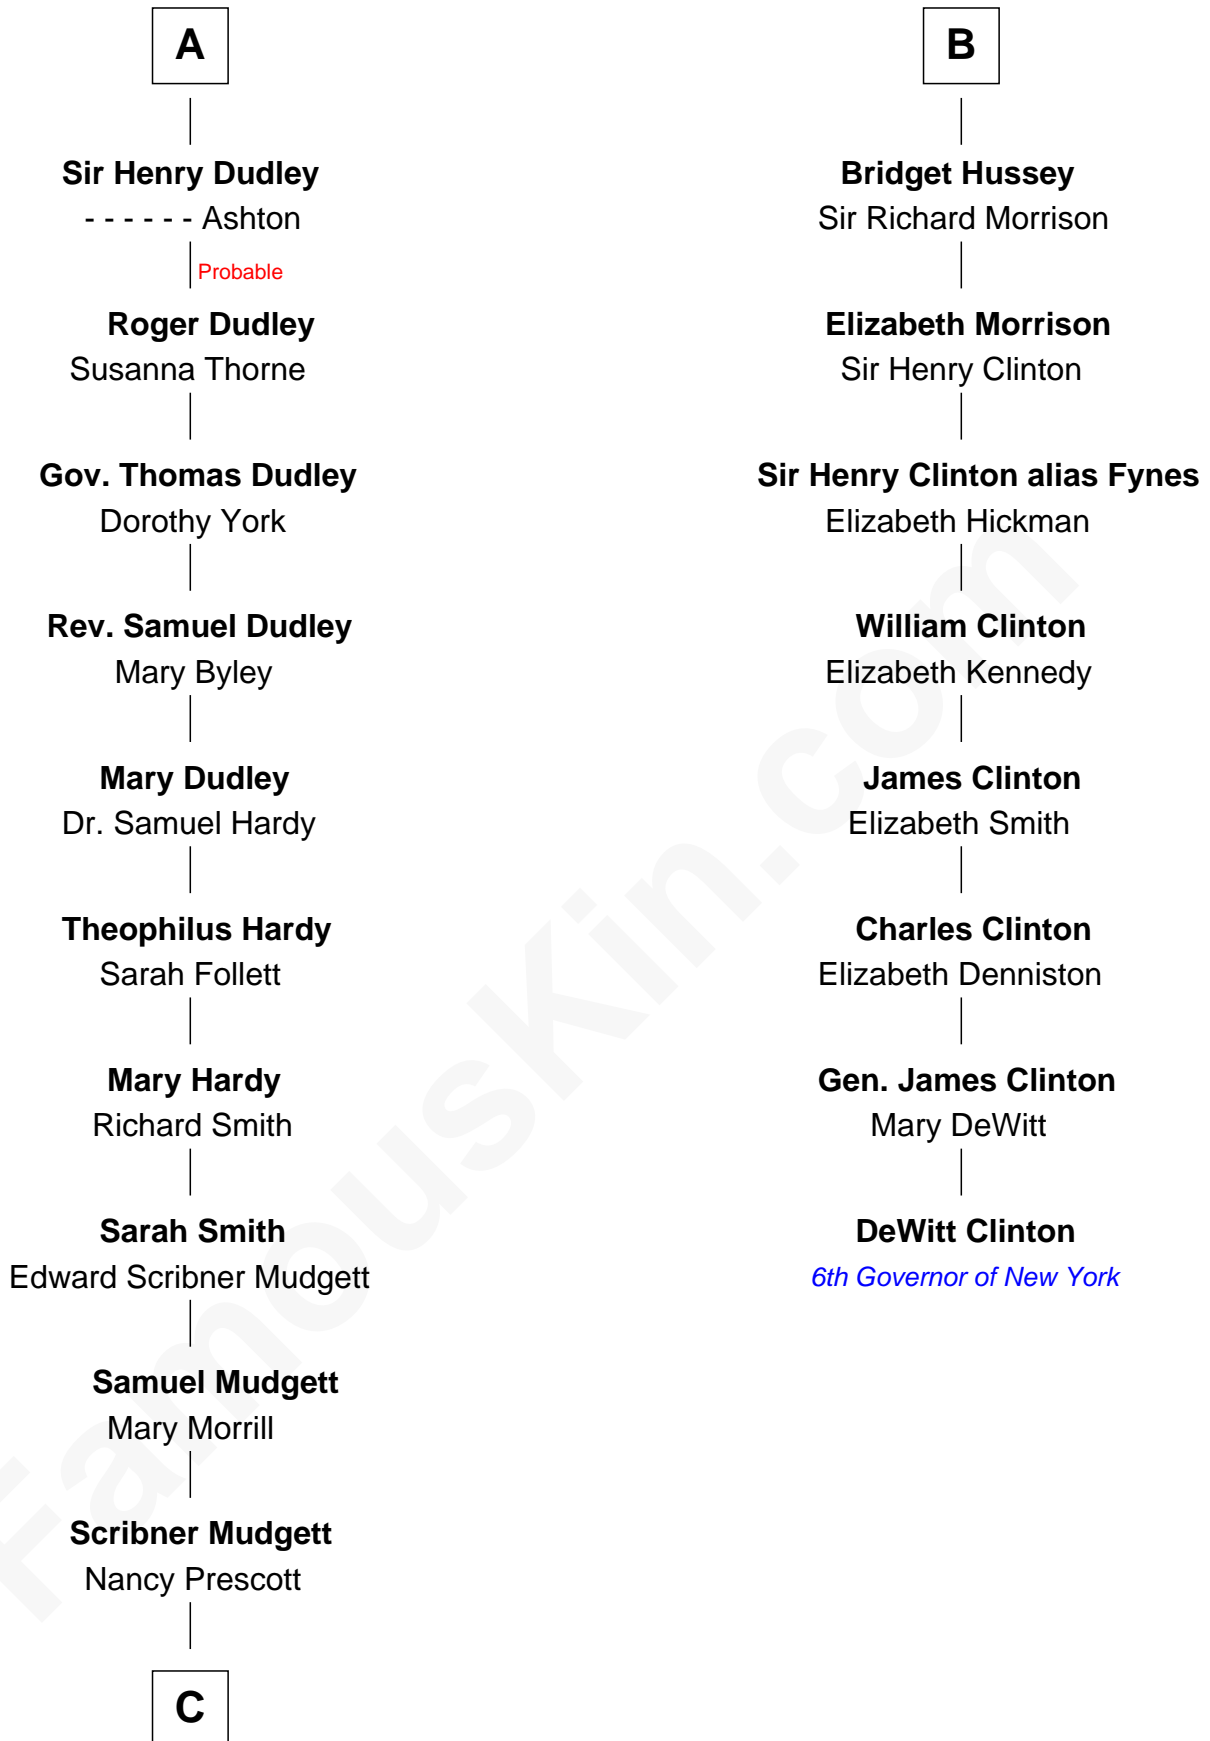 A
Sir Henry Dudley
- - - - - - Ashton
Probable
Roger Dudley
Susanna Thorne
Gov. Thomas Dudley
Dorothy York
Rev. Samuel Dudley
Mary Byley
Mary Dudley
Dr. Samuel Hardy
Theophilus Hardy
Sarah Follett
Mary Hardy
Richard Smith
Sarah Smith
Edward Scribner Mudgett
Samuel Mudgett
Mary Morrill
Scribner Mudgett
Nancy Prescott
C
B
Bridget Hussey
Sir Richard Morrison
Elizabeth Morrison
Sir Henry Clinton
Sir Henry Clinton alias Fynes
Elizabeth Hickman
William Clinton
Elizabeth Kennedy
James Clinton
Elizabeth Smith
Charles Clinton
Elizabeth Denniston
Gen. James Clinton
Mary DeWitt
DeWitt Clinton
6th Governor of New York
FamousKin.com